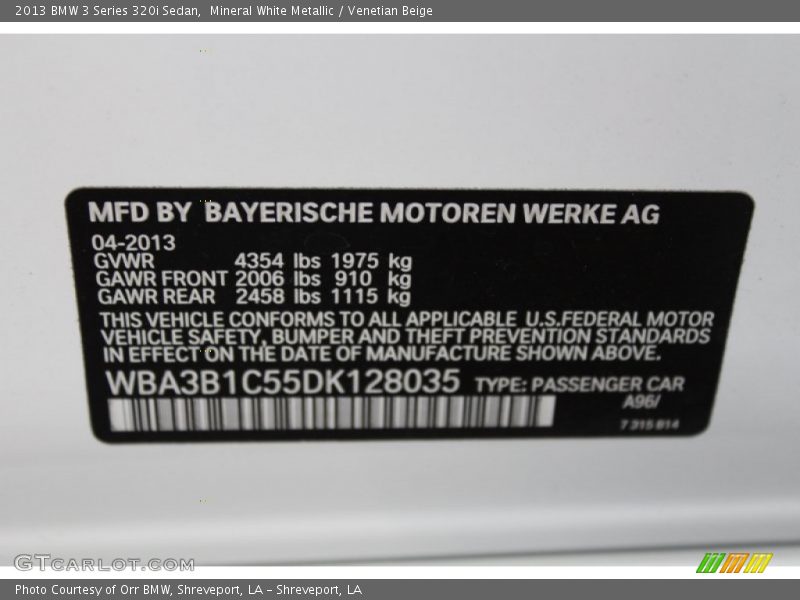 2013 BMW 3 Series 320i Sedan,  Mineral White Metallic / Venetian Beige
MFD BY BAYERISCHE MOTOREN WERKE AG
04-2013
GVWR 4354 lbs 1975 kg
GAWR FRONT 2006 lbs 910 kg
GAWR REAR 2458 lbs 1115 kg
THIS VEHICLE CONFORMS TO ALL APPLICABLE U.S.FEDERAL MOTOR
VEHICLE SAFETY, BUMPER AND THEFT PREVENTION STANDARDS
IN EFFECT ON THE DATE OF MANUFACTURE SHOWN ABOVE.
WBA3B1C55DK128035 TYPE: PASSENGER CAR
A96/
7 215 814
GTCARLOT.COM
Photo Courtesy of Orr BMW, Shreveport, LA – Shreveport, LA